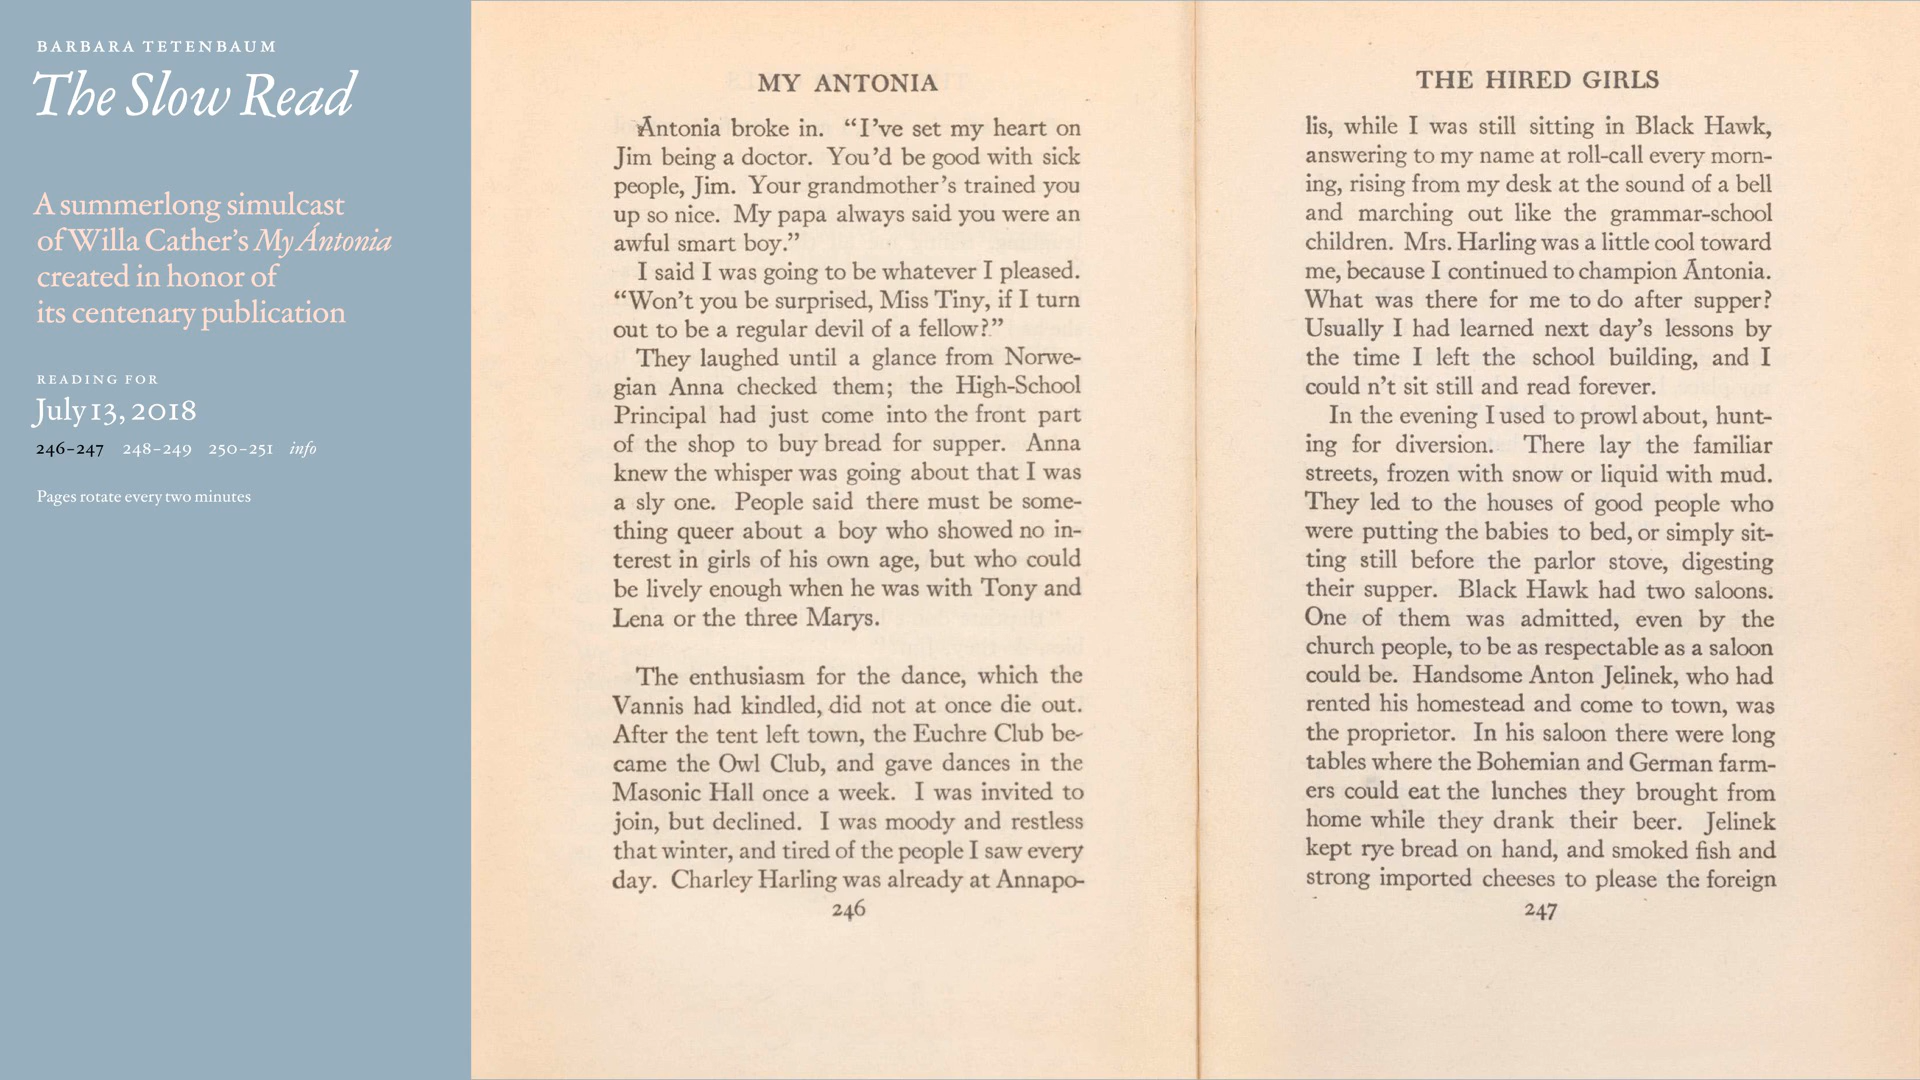 BARBARA TETENBAUM
The Slow Read
A summerlong simulcast
of Willa Cather's My Ántonia
created in honor of
its centenary publication
READING FOR
July 13, 2018
246–247 248–249 250–251 info
Pages rotate every two minutes
MY ANTONIA
Ántonia broke in. “I’ve set my heart on
Jim being a doctor. You’d be good with sick
people, Jim. Your grandmother’s trained you
up so nice. My papa always said you were an
awful smart boy.”
I said I was going to be whatever I pleased.
“Won’t you be surprised, Miss Tiny, if I turn
out to be a regular devil of a fellow?”
They laughed until a glance from Norwe-
gian Anna checked them; the High-School
Principal had just come into the front part
of the shop to buy bread for supper. Anna
knew the whisper was going about that I was
a sly one. People said there must be some-
thing queer about a boy who showed no in-
terest in girls of his own age, but who could
be lively enough when he was with Tony and
Lena or the three Marys.
The enthusiasm for the dance, which the
Vannis had kindled, did not at once die out.
After the tent left town, the Euchre Club be-
came the Owl Club, and gave dances in the
Masonic Hall once a week. I was invited to
join, but declined. I was moody and restless
that winter, and tired of the people I saw every
day. Charley Harling was already at Annapo-
246
THE HIRED GIRLS
lis, while I was still sitting in Black Hawk,
answering to my name at roll-call every morn-
ing, rising from my desk at the sound of a bell
and marching out like the grammar-school
children. Mrs. Harling was a little cool toward
me, because I continued to champion Ántonia.
What was there for me to do after supper?
Usually I had learned next day’s lessons by
the time I left the school building, and I
could n’t sit still and read forever.
In the evening I used to prowl about, hunt-
ing for diversion. There lay the familiar
streets, frozen with snow or liquid with mud.
They led to the houses of good people who
were putting the babies to bed, or simply sit-
ting still before the parlor stove, digesting
their supper. Black Hawk had two saloons.
One of them was admitted, even by the
church people, to be as respectable as a saloon
could be. Handsome Anton Jelinek, who had
rented his homestead and come to town, was
the proprietor. In his saloon there were long
tables where the Bohemian and German farm-
ers could eat the lunches they brought from
home while they drank their beer. Jelinek
kept rye bread on hand, and smoked fish and
strong imported cheeses to please the foreign
247